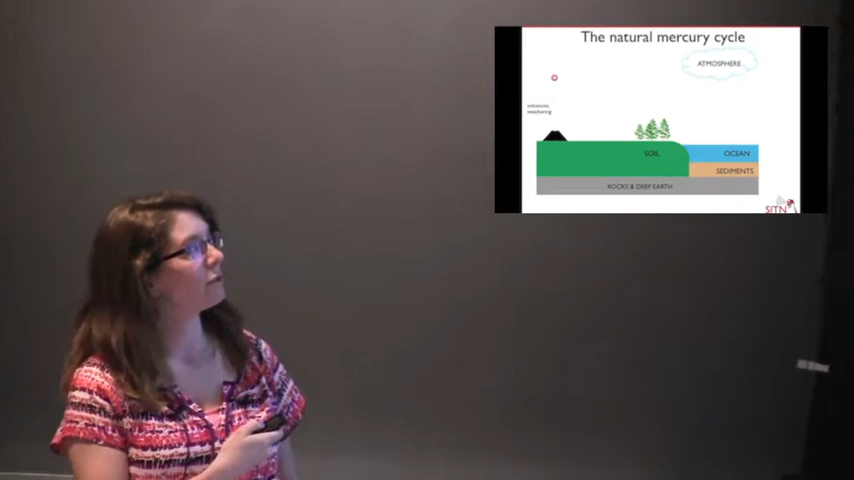 The natural mercury cycle
ATMOSPHERE
volcanoes,
weathering
SOIL
OCEAN
SEDIMENTS
ROCKS & DEEP EARTH
SITN